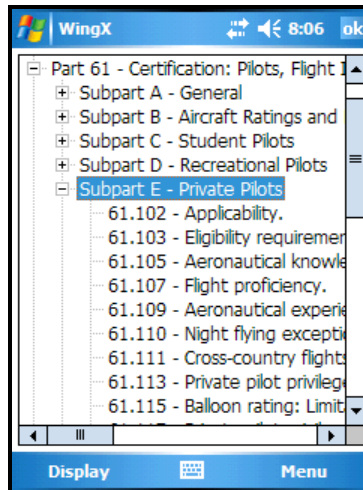 WingX 8:06 ok
Part 61 - Certification: Pilots, Flight
Subpart A - General
Subpart B - Aircraft Ratings and
Subpart C - Student Pilots
Subpart D - Recreational Pilots
Subpart E - Private Pilots
61.102 - Applicability.
61.103 - Eligibility requiremen
61.105 - Aeronautical knowle
61.107 - Flight proficiency.
61.109 - Aeronautical experie
61.110 - Night flying excepti
61.111 - Cross-country flights
61.113 - Private pilot privilege
61.115 - Balloon rating: Limit
Display Menu